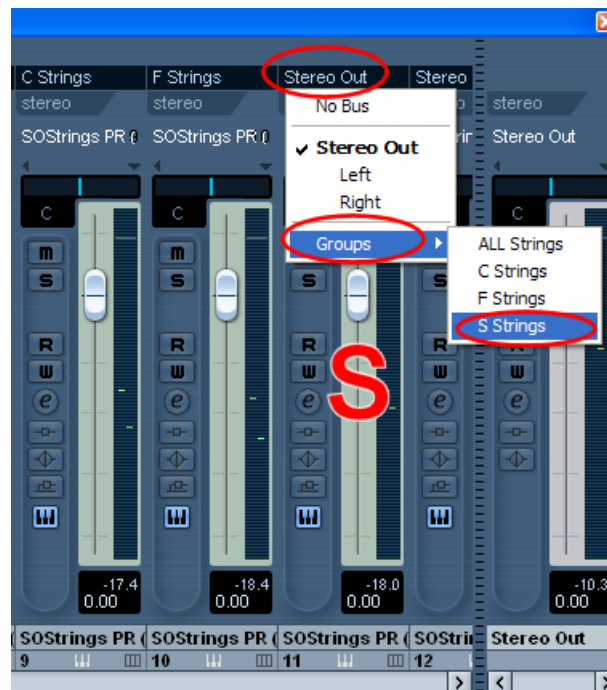 C Strings F Strings Stereo Out Stereo
stereo stereo stereo
SOStrings PR SOStrings PR Stereo Out
No Bus
Stereo Out
Left
Right
Groups
ALL Strings
C Strings
F Strings
S Strings
C C C
m m
S S S S
R R R R
W W W W W
e e e e e
S
-17.4 -18.4 -18.0 -10.3
0.00 0.00 0.00 0.00
SOStrings PR ( SOStrings PR ( SOStrings PR ( SOStri Stereo Out
9 10 11 12